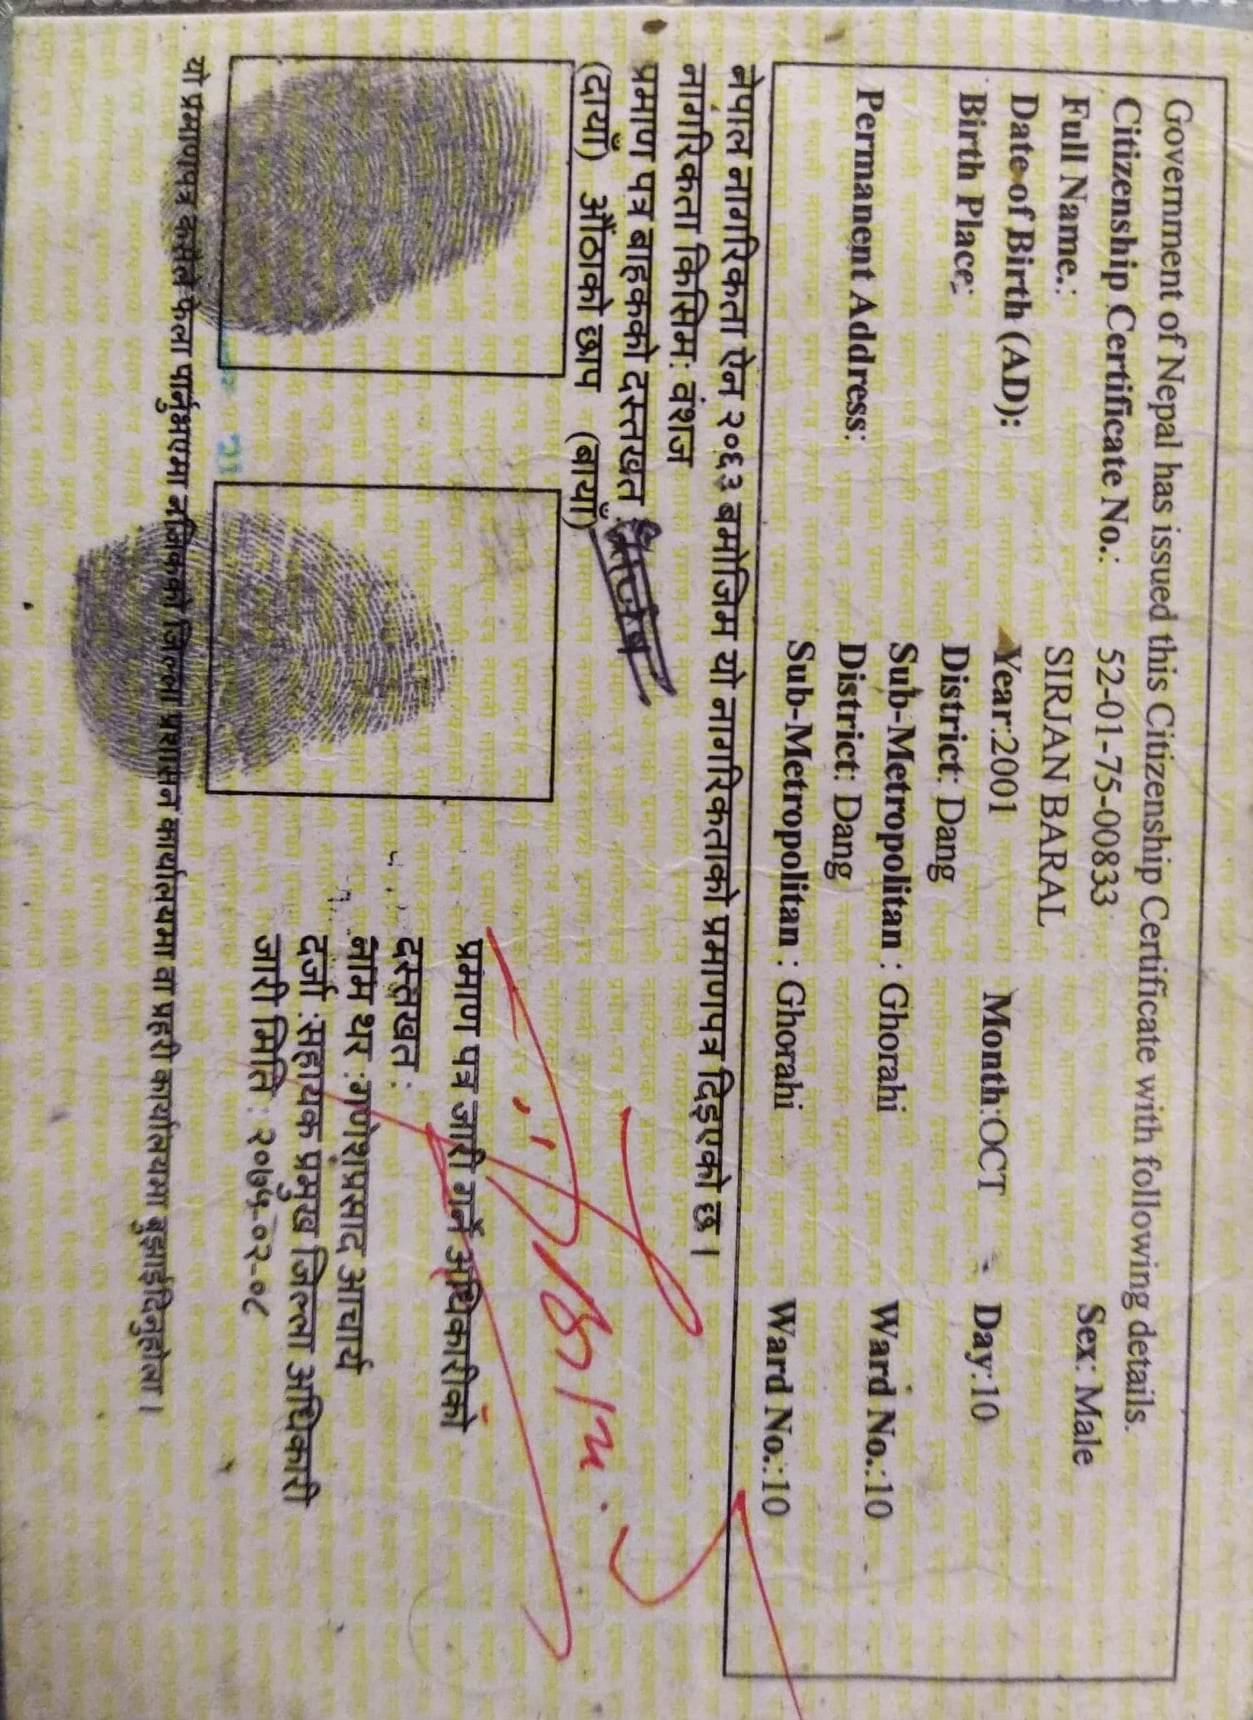 Government of Nepal has issued this Citizenship Certificate with following details.
Citizenship Certificate No.: 52-01-75-00833 Sex: Male
Full Name.: SIRJAN BARAL
Date of Birth (AD): Year:2001 Month:OCT Day:10
Birth Place: District: Dang
Sub-Metropolitan : Ghorahi Ward No.:10
Permanent Address: District: Dang
Sub-Metropolitan : Ghorahi Ward No.:10
नेपाल नागरिकता ऐन २०६३ बमोजिम यो नागरिकताको प्रमाणपत्र दिइएको छ।
नागरिकता किसिम: वंशज
प्रमाण पत्र बाहकको दस्तखत :
(दायाँ) औंठाको छाप (बायाँ)
प्रमाण पत्र जारी गर्ने अधिकारीको
दस्तखत :
नाम थर :गणेशप्रसाद आचार्य
दर्जा :सहायक प्रमुख जिल्ला अधिकारी
जारी मिति : २०७५-०२-०८
यो प्रमाणपत्र कसैले फेला पार्नुभएमा नजिकको जिल्ला प्रशासन कार्यालयमा वा प्रहरी कार्यालयमा बुझाईदिनुहोला।